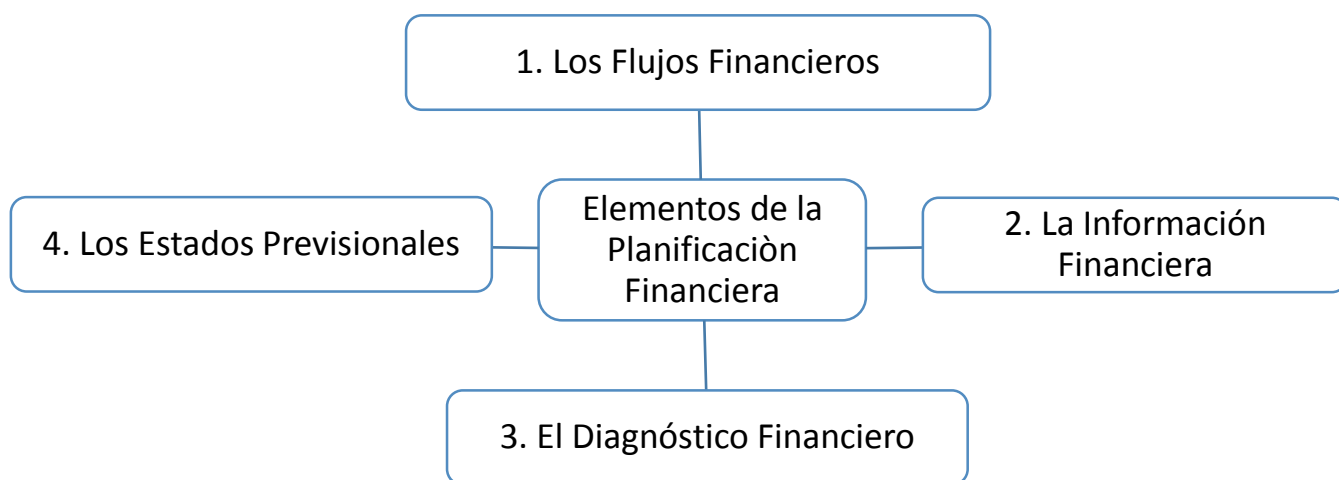 1. Los Flujos Financieros
Elementos de la
Planificaciòn
Financiera
2. La Información
Financiera
3. El Diagnóstico Financiero
4. Los Estados Previsionales